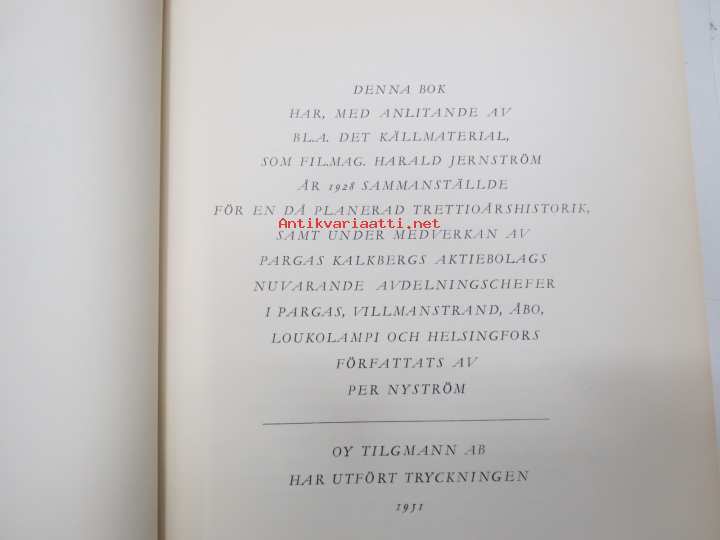 DENNA BOK
HAR, MED ANLITANDE AV
BL.A. DET KÄLLMATERIAL,
SOM FIL.MAG. HARALD JERNSTRÖM
ÅR 1928 SAMMANSTÄLLDE
FÖR EN DÅ PLANERAD TRETTIOÅRSHISTORIK,
Antikvariaatti.net
SAMT UNDER MEDVERKAN AV
PARGAS KALKBERGS AKTIEBOLAGS
NUVARANDE AVDELNINGSCHEFER
I PARGAS, VILLMANSTRAND, ÅBO,
LOUKOLAMPI OCH HELSINGFORS
FÖRFATTATS AV
PER NYSTRÖM
OY TILGMANN AB
HAR UTFÖRT TRYCKNINGEN
1951